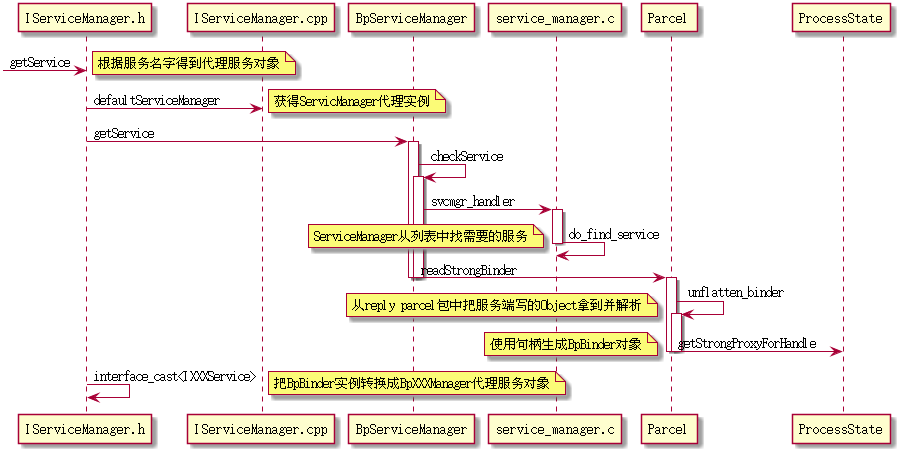 IServiceManager.h IServiceManager.cpp BpServiceManager service_manager.c Parcel ProcessState
getService 根据服务名字得到代理服务对象
defaultServiceManager 获得ServicManager代理实例
getService
checkService
svcmgr_handler
ServiceManager从列表中找需要的服务 do_find_service
readStrongBinder
unflatten_binder
从reply parcel包中把服务端写的Object拿到并解析
使用句柄生成BpBinder对象 getStrongProxyForHandle
interface_cast<IXXXService> 把BpBinder实例转换成BpXXXManager代理服务对象
IServiceManager.h IServiceManager.cpp BpServiceManager service_manager.c Parcel ProcessState